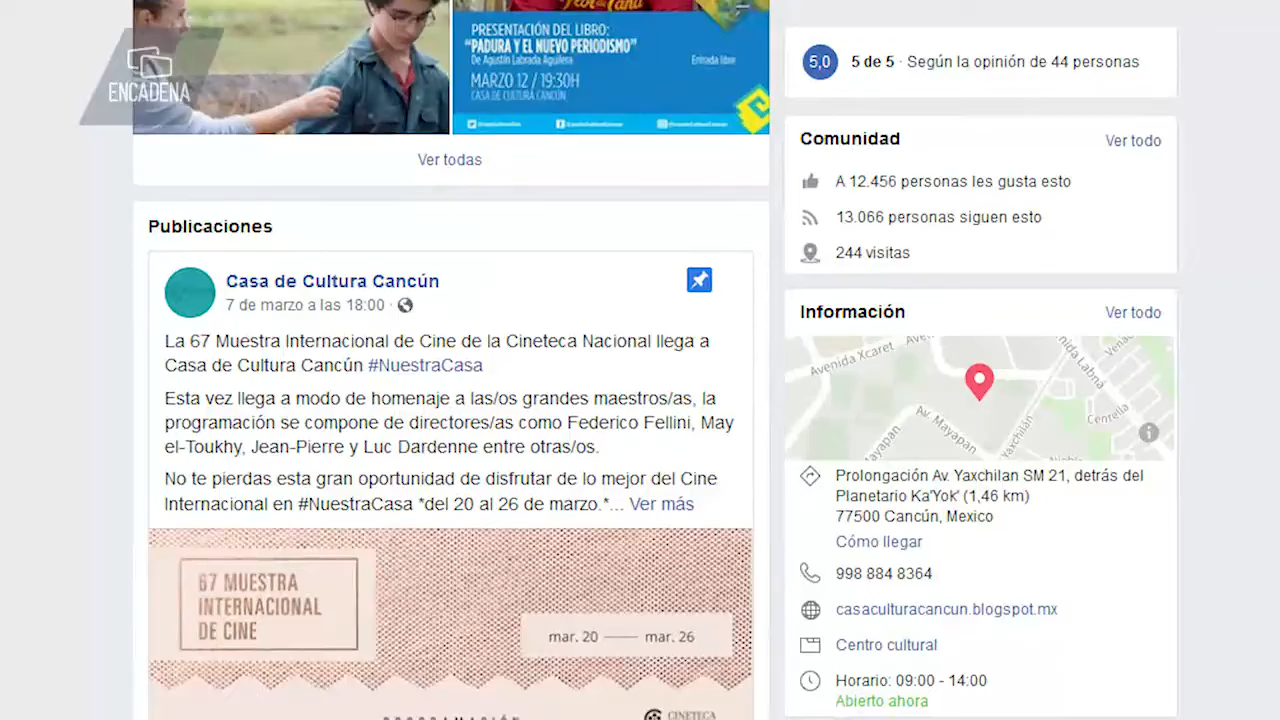 ENCADENA
PRESENTACIÓN DEL LIBRO:
"PADURA Y EL NUEVO PERIODISMO"
De Agustín Labrada Aguilera
Entrada libre
MARZO 12 / 19:30H
CASA DE CULTURA CANCÚN
Ver todas
Publicaciones
Casa de Cultura Cancún
7 de marzo a las 18:00 ·
La 67 Muestra Internacional de Cine de la Cineteca Nacional llega a
Casa de Cultura Cancún #NuestraCasa
Esta vez llega a modo de homenaje a las/os grandes maestros/as, la
programación se compone de directores/as como Federico Fellini, May
el-Toukhy, Jean-Pierre y Luc Dardenne entre otras/os.
No te pierdas esta gran oportunidad de disfrutar de lo mejor del Cine
Internacional en #NuestraCasa *del 20 al 26 de marzo.*... Ver más
67 MUESTRA
INTERNACIONAL
DE CINE
mar. 20 — mar. 26
PROGRAMACIÓN
CINETECA
5,0 5 de 5 · Según la opinión de 44 personas
Comunidad Ver todo
A 12.456 personas les gusta esto
13.066 personas siguen esto
244 visitas
Información Ver todo
Avenida Xcaret
Labná
Av. Mayapan
Yaxchilán
Cenrella
Mayapan
Prolongación Av. Yaxchilan SM 21, detrás del
Planetario Ka'Yok' (1,46 km)
77500 Cancún, Mexico
Cómo llegar
998 884 8364
casaculturacancun.blogspot.mx
Centro cultural
Horario: 09:00 - 14:00
Abierto ahora